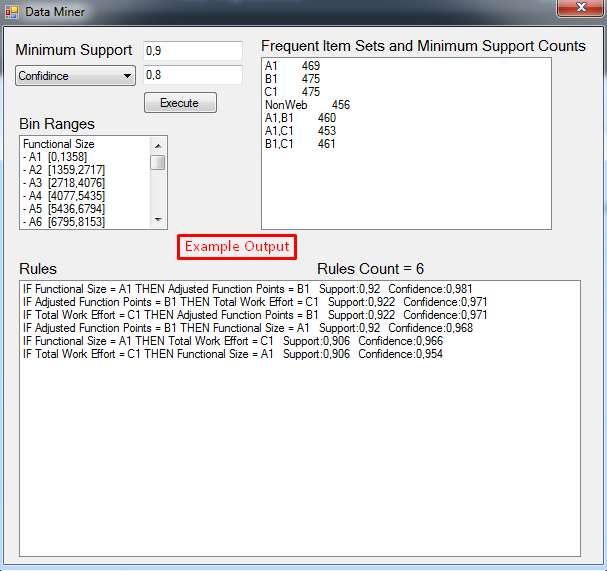 Data Miner
Minimum Support 0,9
Confidince 0,8
Execute
Bin Ranges
Functional Size
- A1 [0,1358]
- A2 [1359,2717]
- A3 [2718,4076]
- A4 [4077,5435]
- A5 [5436,6794]
- A6 [6795,8153]
Frequent Item Sets and Minimum Support Counts
A1 469
B1 475
C1 475
NonWeb 456
A1,B1 460
A1,C1 453
B1,C1 461
Example Output
Rules Rules Count = 6
IF Functional Size = A1 THEN Adjusted Function Points = B1 Support:0,92 Confidence:0,981
IF Adjusted Function Points = B1 THEN Total Work Effort = C1 Support:0,922 Confidence:0,971
IF Total Work Effort = C1 THEN Adjusted Function Points = B1 Support:0,922 Confidence:0,971
IF Adjusted Function Points = B1 THEN Functional Size = A1 Support:0,92 Confidence:0,968
IF Functional Size = A1 THEN Total Work Effort = C1 Support:0,906 Confidence:0,966
IF Total Work Effort = C1 THEN Functional Size = A1 Support:0,906 Confidence:0,954